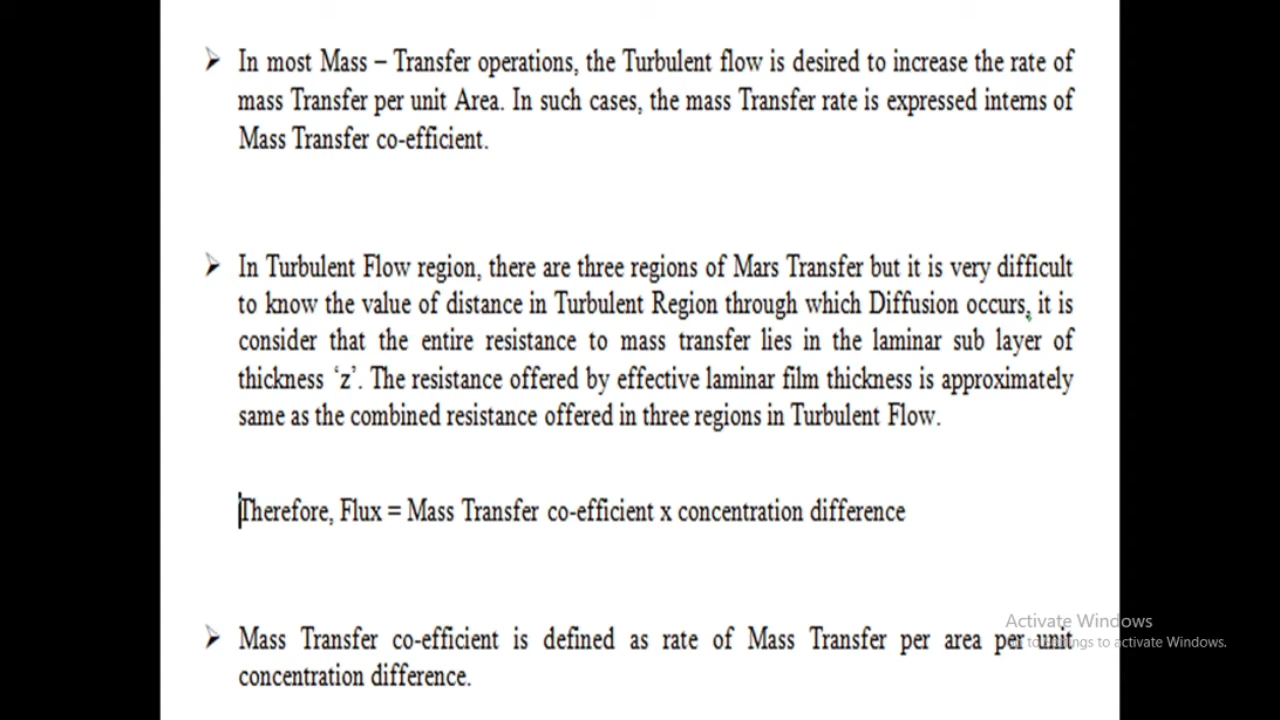 In most Mass – Transfer operations, the Turbulent flow is desired to increase the rate of
mass Transfer per unit Area. In such cases, the mass Transfer rate is expressed interns of
Mass Transfer co-efficient.
In Turbulent Flow region, there are three regions of Mars Transfer but it is very difficult
to know the value of distance in Turbulent Region through which Diffusion occurs, it is
consider that the entire resistance to mass transfer lies in the laminar sub layer of
thickness ‘z’. The resistance offered by effective laminar film thickness is approximately
same as the combined resistance offered in three regions in Turbulent Flow.
Therefore, Flux = Mass Transfer co-efficient x concentration difference
Activate Windows
Mass Transfer co-efficient is defined as rate of Mass Transfer per area per unit
to Settings to activate Windows.
concentration difference.